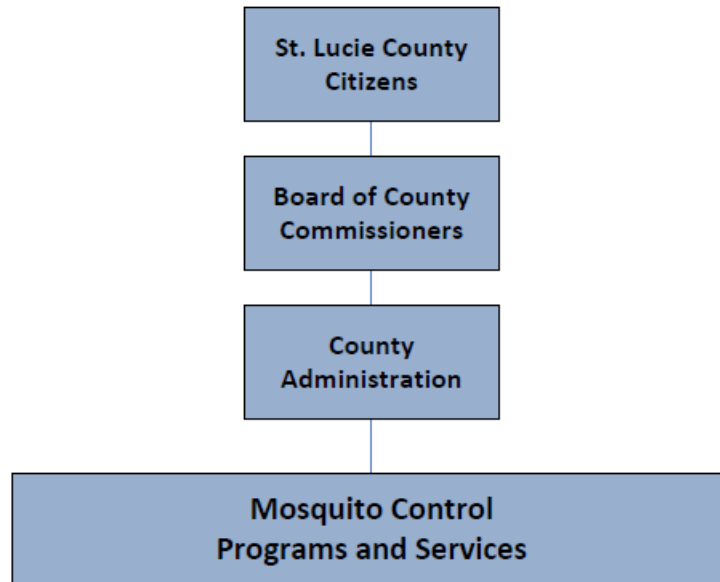 St. Lucie County
Citizens
Board of County
Commissioners
County
Administration
Mosquito Control
Programs and Services